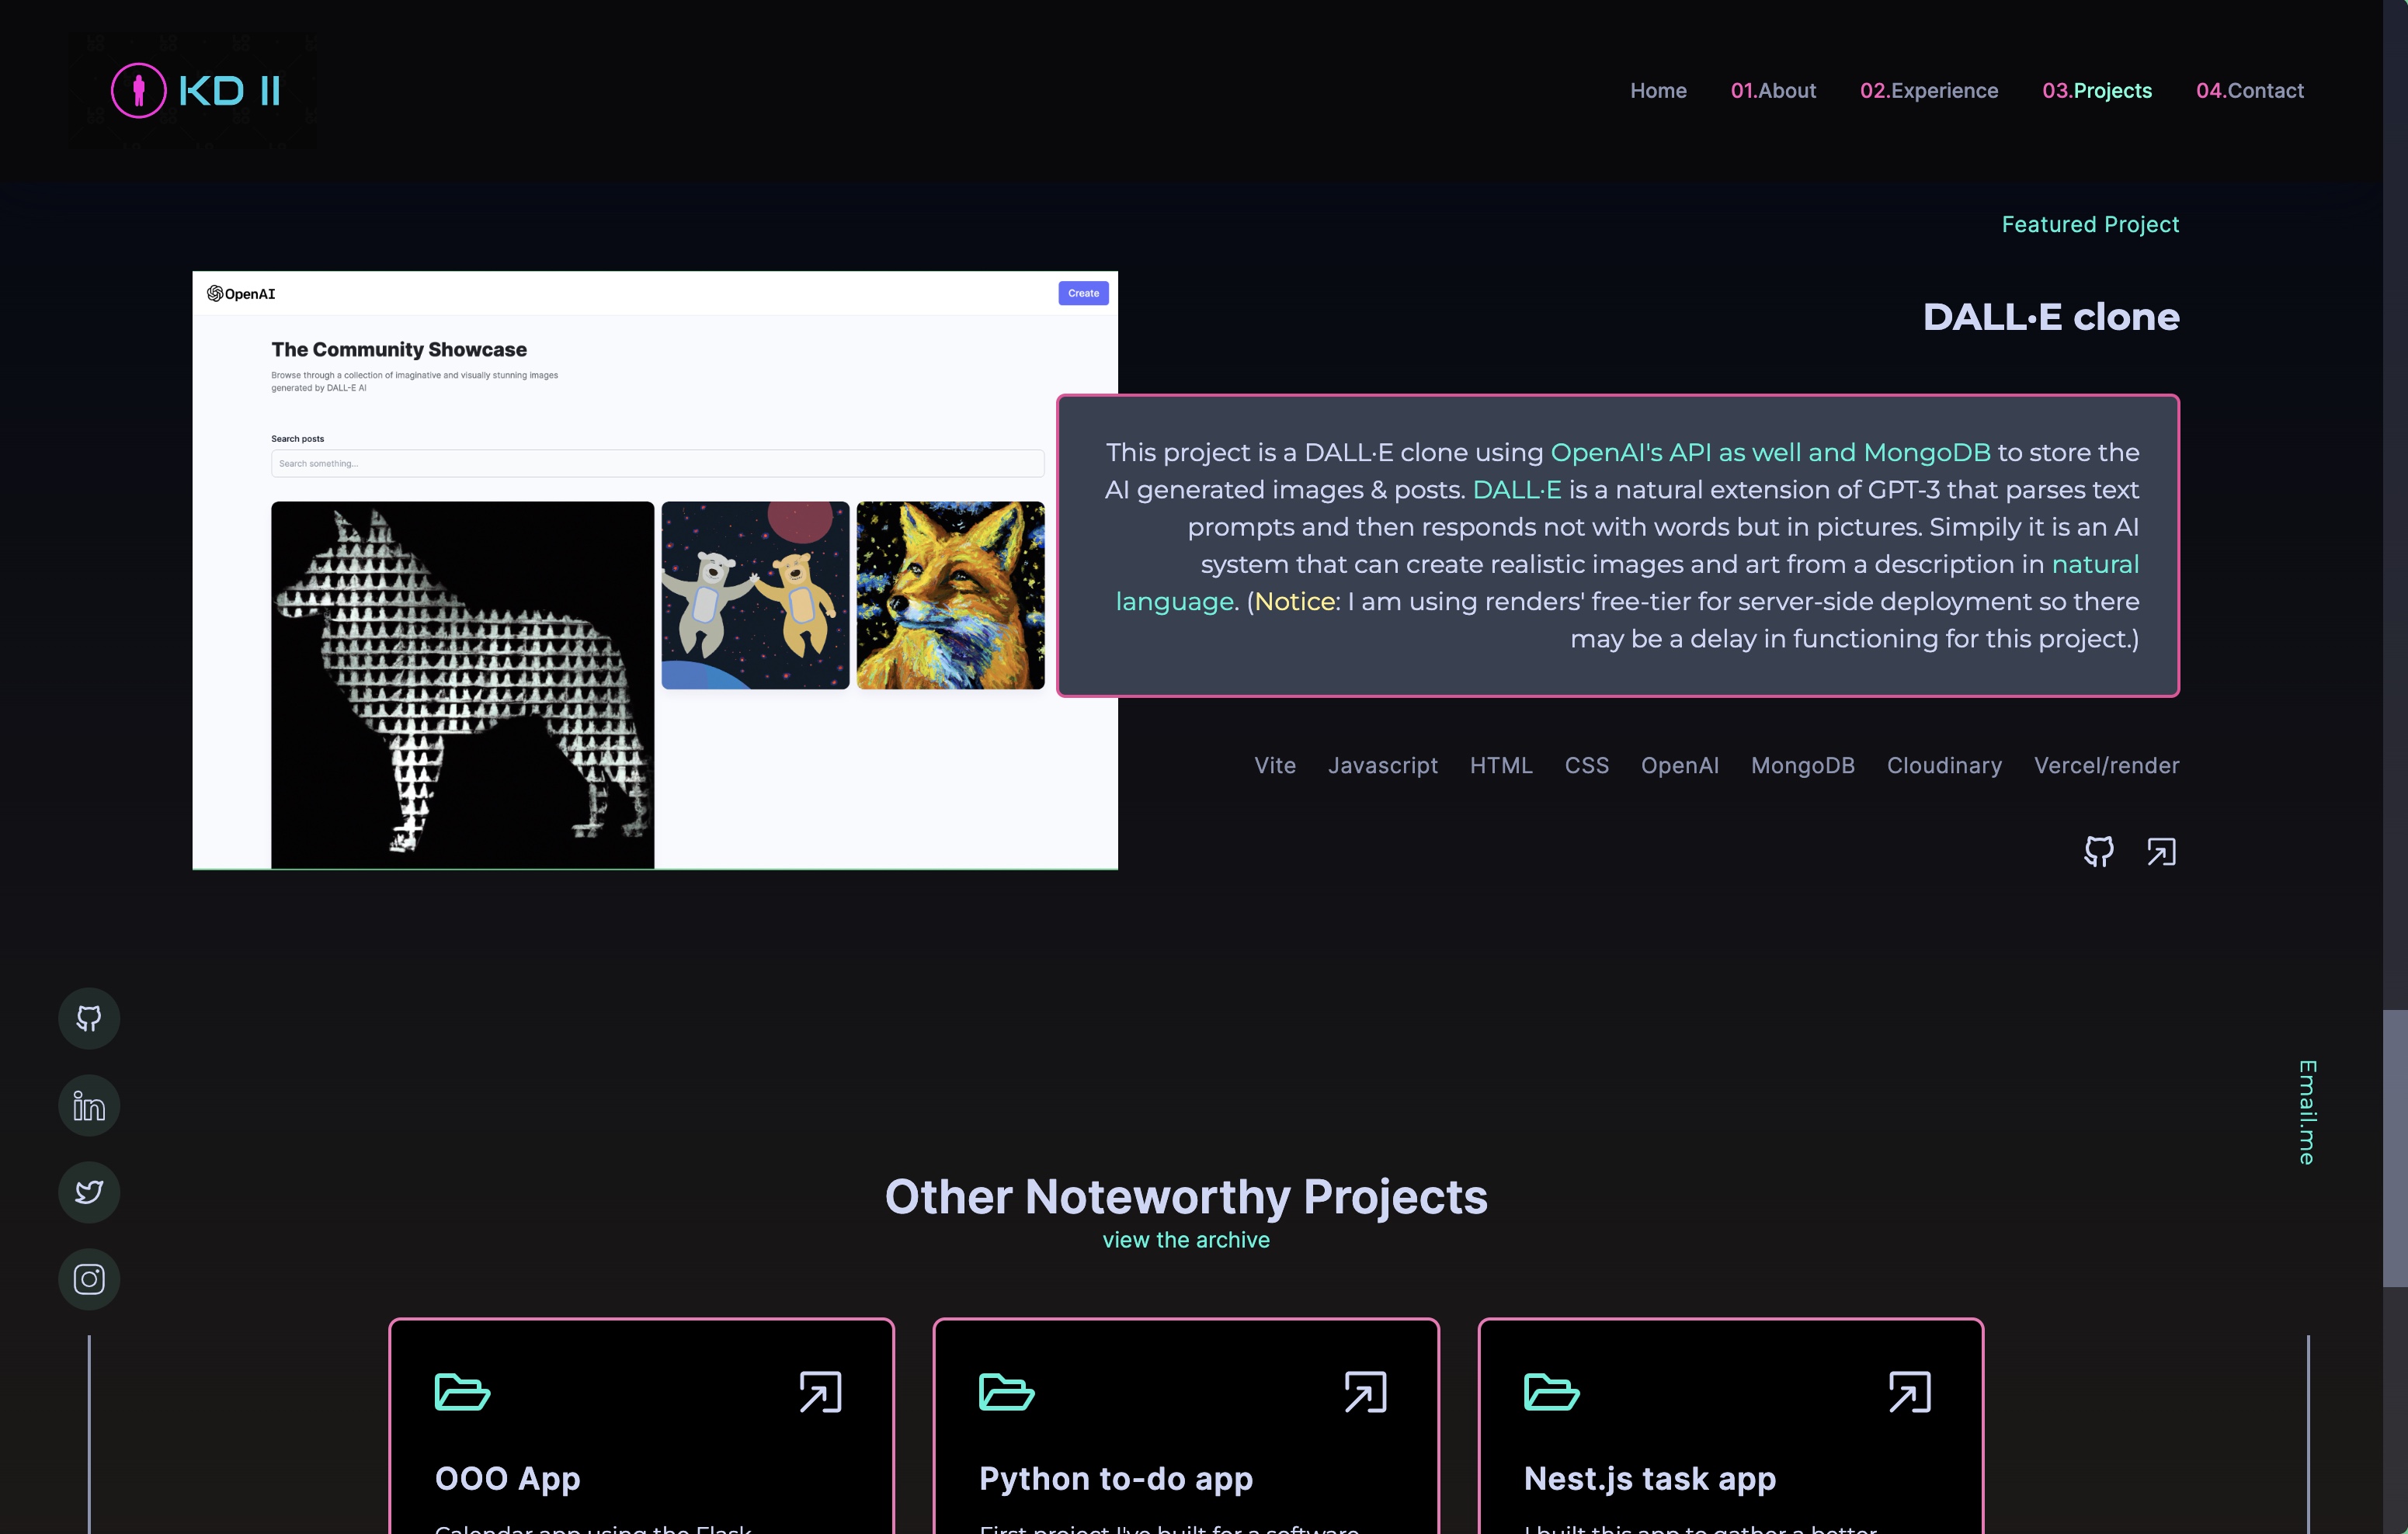 KD II
Home 01.About 02.Experience 03.Projects 04.Contact
Featured Project
DALL·E clone
OpenAI
Create
The Community Showcase
Browse through a collection of imaginative and visually stunning images
generated by DALL-E AI
Search posts
Search something...
This project is a DALL·E clone using OpenAI's API as well and MongoDB to store the
AI generated images & posts. DALL·E is a natural extension of GPT-3 that parses text
prompts and then responds not with words but in pictures. Simpily it is an AI
system that can create realistic images and art from a description in natural
language. (Notice: I am using renders' free-tier for server-side deployment so there
may be a delay in functioning for this project.)
Vite Javascript HTML CSS OpenAI MongoDB Cloudinary Vercel/render
in
Email.me
Other Noteworthy Projects
view the archive
OOO App
Python to-do app
Nest.js task app
Calendar app using the Flask
First project I've built for a software
I built this app to gather a better